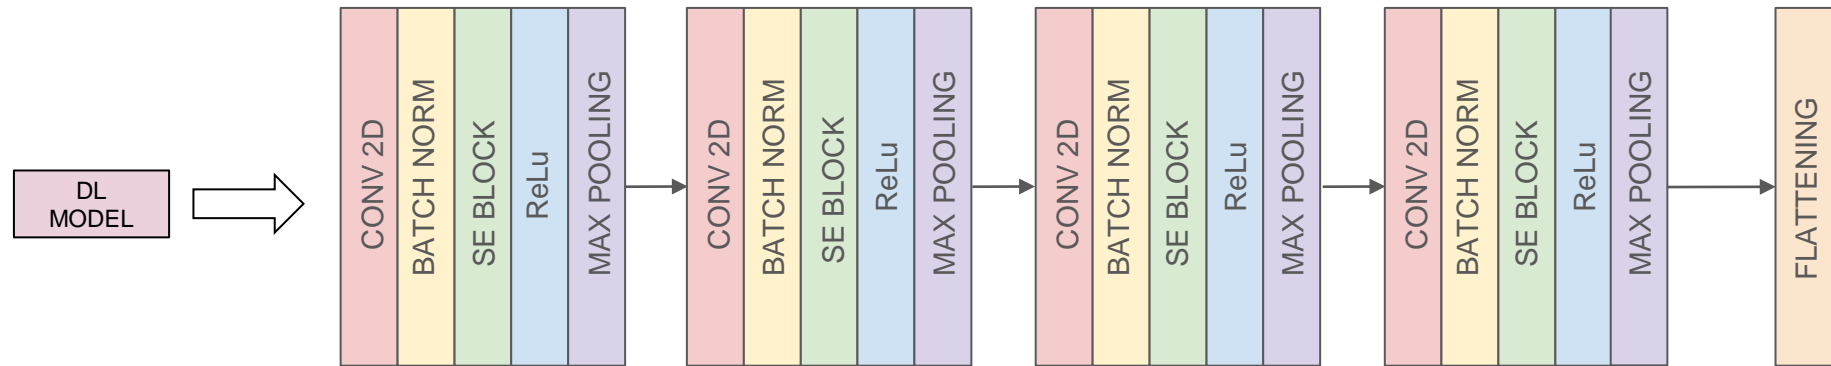 DL
MODEL
CONV 2D
BATCH NORM
SE BLOCK
ReLu
MAX POOLING
CONV 2D
BATCH NORM
SE BLOCK
ReLu
MAX POOLING
CONV 2D
BATCH NORM
SE BLOCK
ReLu
MAX POOLING
CONV 2D
BATCH NORM
SE BLOCK
ReLu
MAX POOLING
FLATTENING